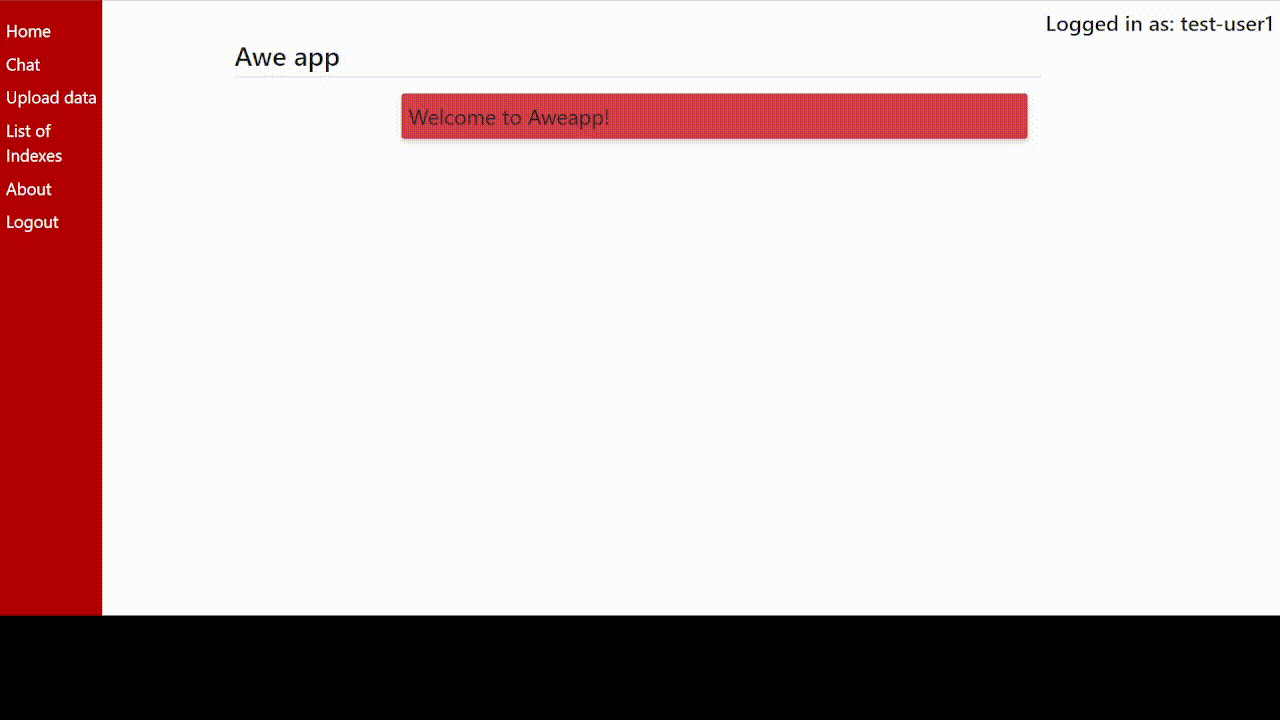 Home
Chat
Upload data
List of
Indexes
About
Logout
Logged in as: test-user1
Awe app
Welcome to Aweapp!